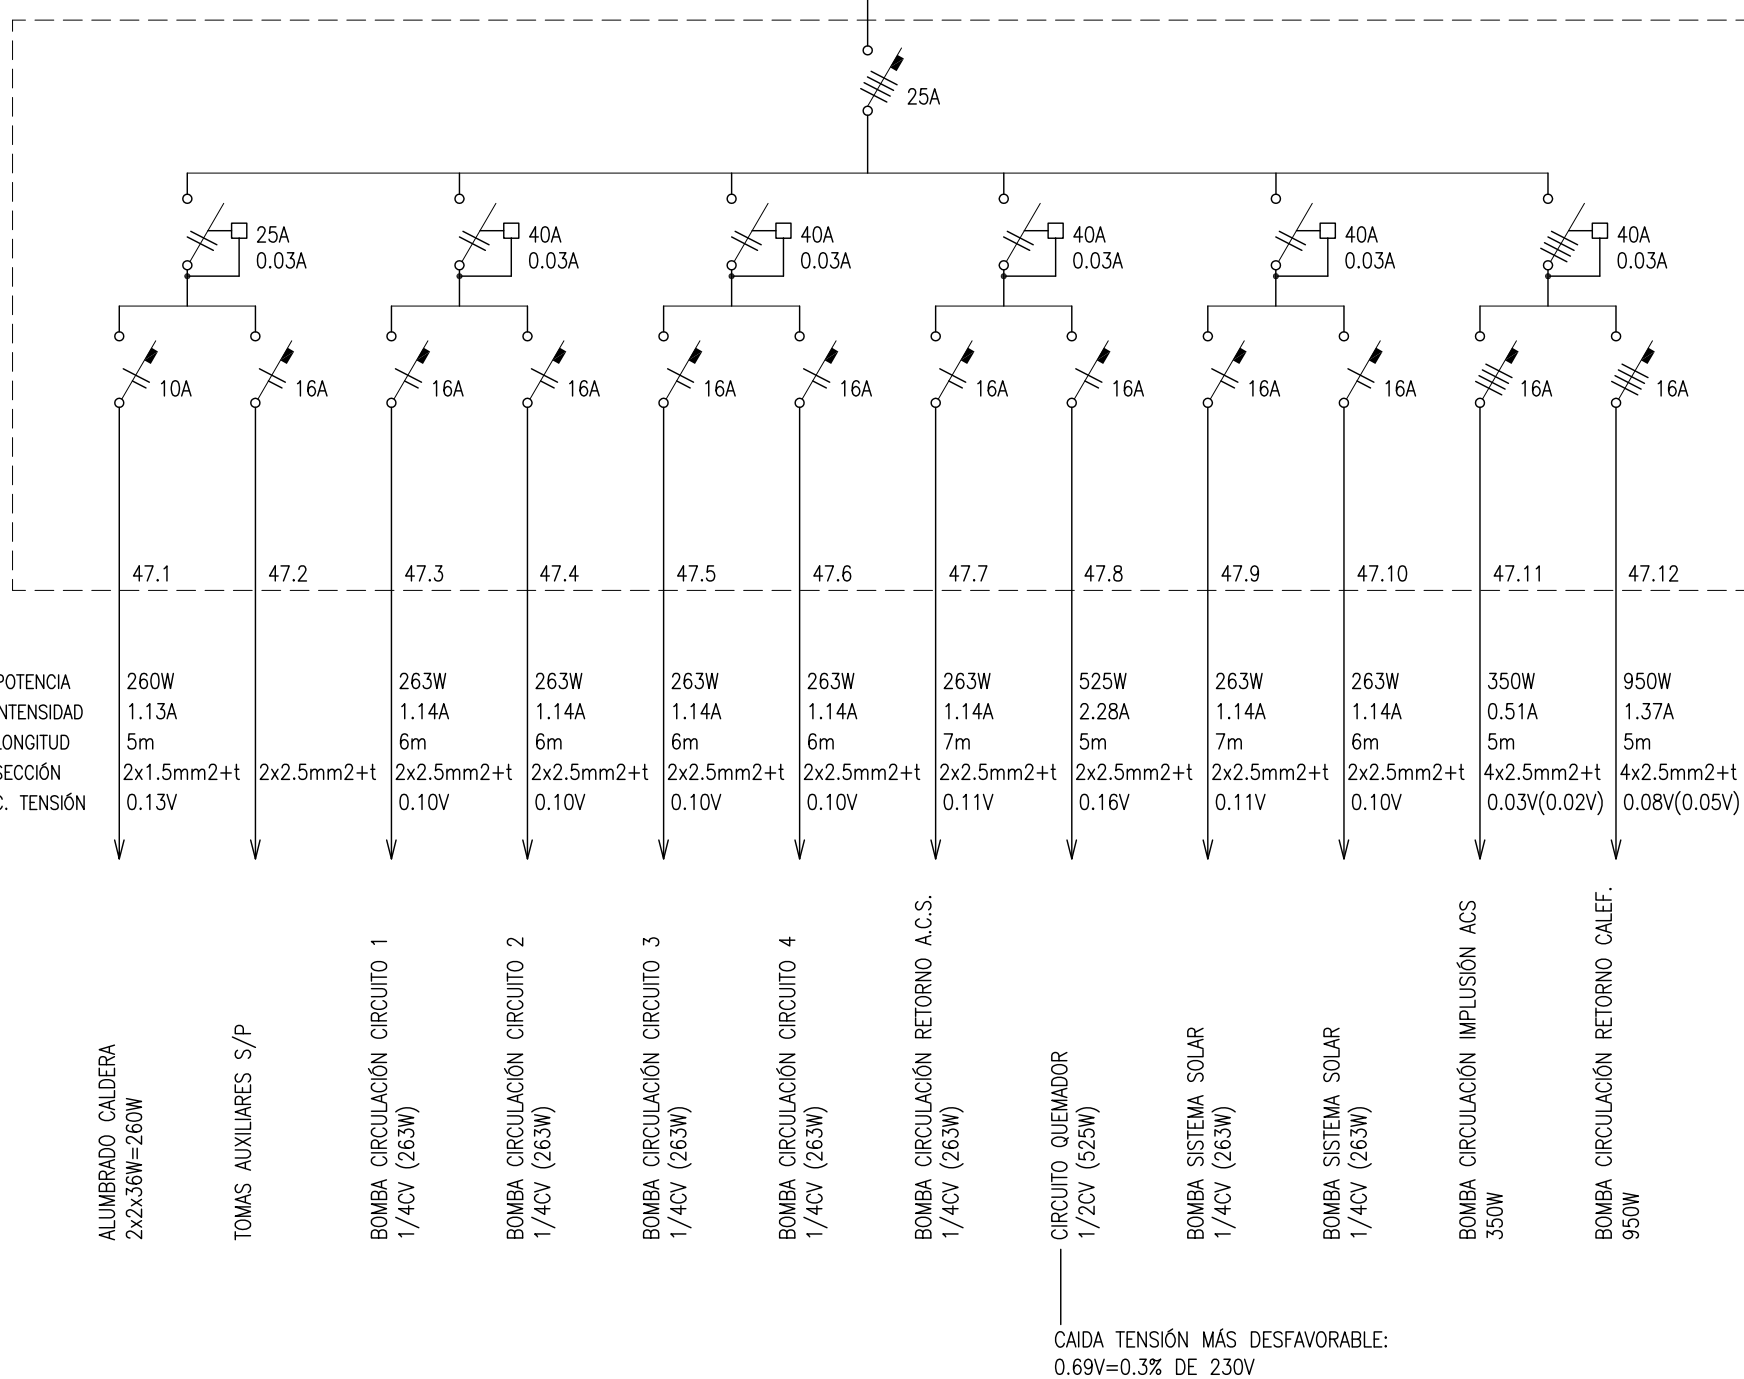 25A
25A
0.03A
40A
0.03A
40A
0.03A
40A
0.03A
40A
0.03A
40A
0.03A
10A 16A 16A 16A 16A 16A 16A 16A 16A 16A 16A 16A
47.1 47.2 47.3 47.4 47.5 47.6 47.7 47.8 47.9 47.10 47.11 47.12
POTENCIA 260W 263W 263W 263W 263W 263W 525W 263W 263W 350W 950W
NTENSIDAD 1.13A 1.14A 1.14A 1.14A 1.14A 1.14A 2.28A 1.14A 1.14A 0.51A 1.37A
LONGITUD 5m 6m 6m 6m 6m 7m 5m 7m 6m 5m 5m
SECCIÓN 2x1.5mm2+t 2x2.5mm2+t 2x2.5mm2+t 2x2.5mm2+t 2x2.5mm2+t 2x2.5mm2+t 2x2.5mm2+t 2x2.5mm2+t 2x2.5mm2+t 2x2.5mm2+t 4x2.5mm2+t 4x2.5mm2+t
C. TENSIÓN 0.13V 0.10V 0.10V 0.10V 0.10V 0.11V 0.16V 0.11V 0.10V 0.03V(0.02V) 0.08V(0.05V)
ALUMBRADO CALDERA
2x2x36W=260W
TOMAS AUXILIARES S/P
BOMBA CIRCULACIÓN CIRCUITO 1
1/4CV (263W)
BOMBA CIRCULACIÓN CIRCUITO 2
1/4CV (263W)
BOMBA CIRCULACIÓN CIRCUITO 3
1/4CV (263W)
BOMBA CIRCULACIÓN CIRCUITO 4
1/4CV (263W)
BOMBA CIRCULACIÓN RETORNO A.C.S.
1/4CV (263W)
CIRCUITO QUEMADOR
1/2CV (525W)
BOMBA SISTEMA SOLAR
1/4CV (263W)
BOMBA SISTEMA SOLAR
1/4CV (263W)
BOMBA CIRCULACIÓN IMPLUSIÓN ACS
350W
BOMBA CIRCULACIÓN RETORNO CALEF.
950W
CAIDA TENSIÓN MÁS DESFAVORABLE:
0.69V=0.3% DE 230V